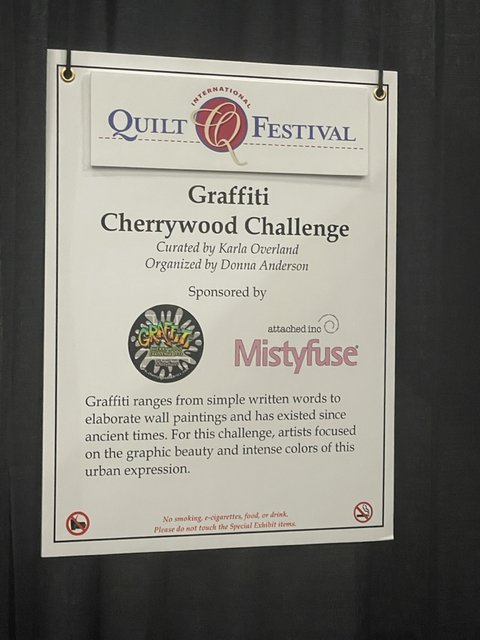 INTERNATIONAL
QUILT FESTIVAL
Graffiti
Cherrywood Challenge
Curated by Karla Overland
Organized by Donna Anderson
Sponsored by
GRAFFITI
attached inc
Mistyfuse
Graffiti ranges from simple written words to
elaborate wall paintings and has existed since
ancient times. For this challenge, artists focused
on the graphic beauty and intense colors of this
urban expression.
No smoking, e-cigarettes, food, or drink.
Please do not touch the Special Exhibit items.